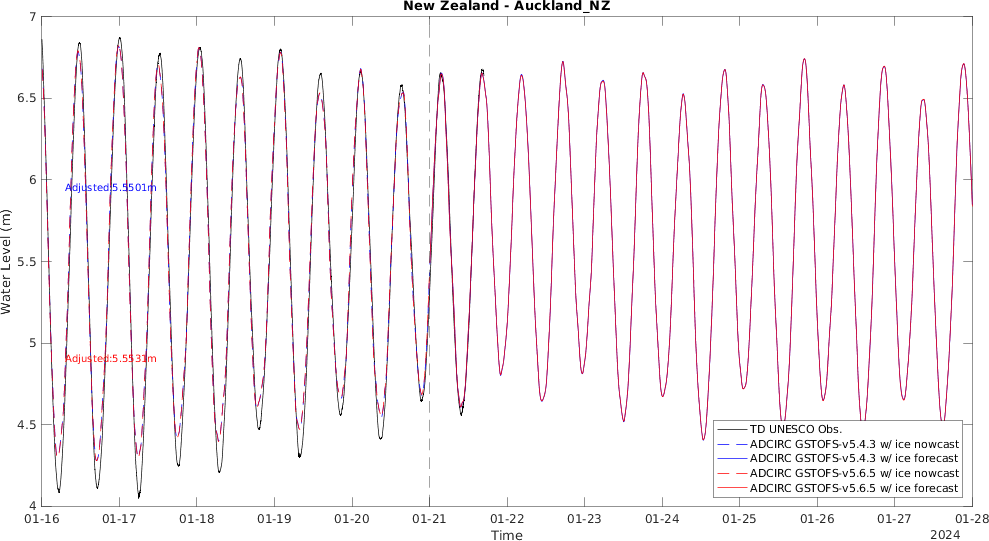 New Zealand - Auckland_NZ
Water Level (m)
7
6.5
6
5.5
5
4.5
4
Adjusted:5.5501m
Adjusted:5.5531m
TD UNESCO Obs.
ADCIRC GSTOFS-v5.4.3 w/ ice nowcast
ADCIRC GSTOFS-v5.4.3 w/ ice forecast
ADCIRC GSTOFS-v5.6.5 w/ ice nowcast
ADCIRC GSTOFS-v5.6.5 w/ ice forecast
01-16 01-17 01-18 01-19 01-20 01-21 01-22 01-23 01-24 01-25 01-26 01-27 01-28
Time
2024